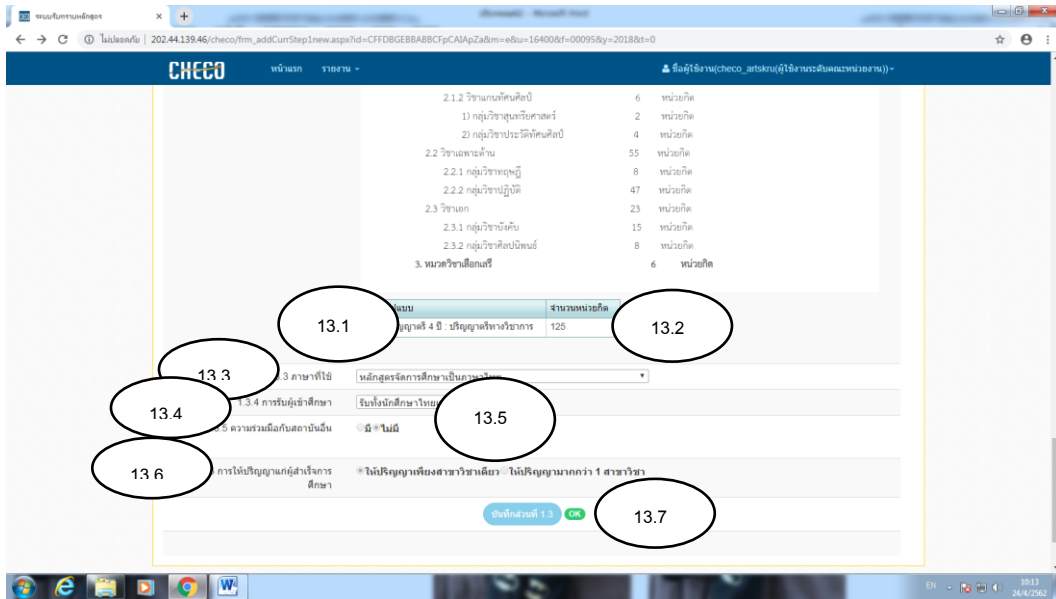 ระบบรับทราบหลักสูตร
ไม่ปลอดภัย 202.44.139.46/checo/frm_addCurrStep1new.aspx?id=CFFDBGEBBABBCFpCAIApZa&m=e&u=16400&f=00095&y=2018&t=0
CHECO หน้าแรก รายงาน ชื่อผู้ใช้งาน(checo_artskru(ผู้ใช้งานระดับคณะหน่วยงาน))
2.1.2 วิชาแกนทัศนศิลป์ 6 หน่วยกิต
1) กลุ่มวิชาสุนทรียศาสตร์ 2 หน่วยกิต
2) กลุ่มวิชาประวัติทัศนศิลป์ 4 หน่วยกิต
2.2 วิชาเฉพาะด้าน 55 หน่วยกิต
2.2.1 กลุ่มวิชาทฤษฎี 8 หน่วยกิต
2.2.2 กลุ่มวิชาปฏิบัติ 47 หน่วยกิต
2.3 วิชาเอก 23 หน่วยกิต
2.3.1 กลุ่มวิชาบังคับ 15 หน่วยกิต
2.3.2 กลุ่มวิชาศิลปนิพนธ์ 8 หน่วยกิต
3. หมวดวิชาเลือกเสรี 6 หน่วยกิต
จำนวนหน่วยกิต
13.1 ญาตรี 4 ปี : ปริญญาตรีทางวิชาการ 125 13.2
13.3 .3 ภาษาที่ใช้ หลักสูตรจัดการศึกษาเป็นภาษาไทย
13.4 1.3.4 การรับผู้เข้าศึกษา รับทั้งนักศึกษาไทย
.5 ความร่วมมือกับสถาบันอื่น มี ไม่มี 13.5
13.6 การให้ปริญญาแก่ผู้สำเร็จการ ให้ปริญญาเพียงสาขาวิชาเดียว ให้ปริญญามากกว่า 1 สาขาวิชา
ศึกษา
บันทึกส่วนที่ 1.3 OK 13.7
EN 10:13
24/4/2562